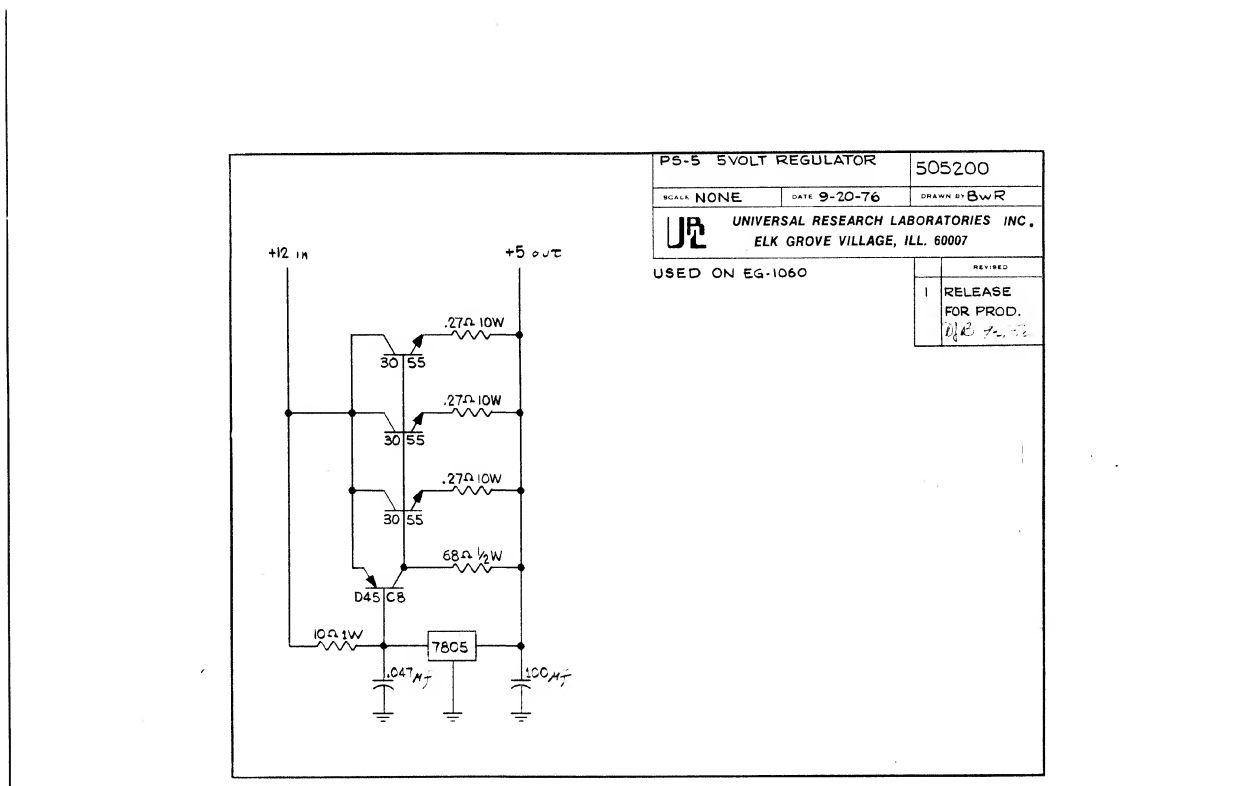 PS-5 5VOLT REGULATOR
505200
SCALE NONE
DATE 9-20-76
DRAWN BY BWR
URL
UNIVERSAL RESEARCH LABORATORIES INC.
ELK GROVE VILLAGE, ILL. 60007
USED ON EG-1060
REVISED
1 RELEASE
FOR PROD.
+12 IN
+5 OUT
.27Ω 10W
30 55
.27Ω 10W
30 55
.27Ω 10W
30 55
68Ω ½W
D45 C8
10Ω 1W
7805
.047μf
100μf